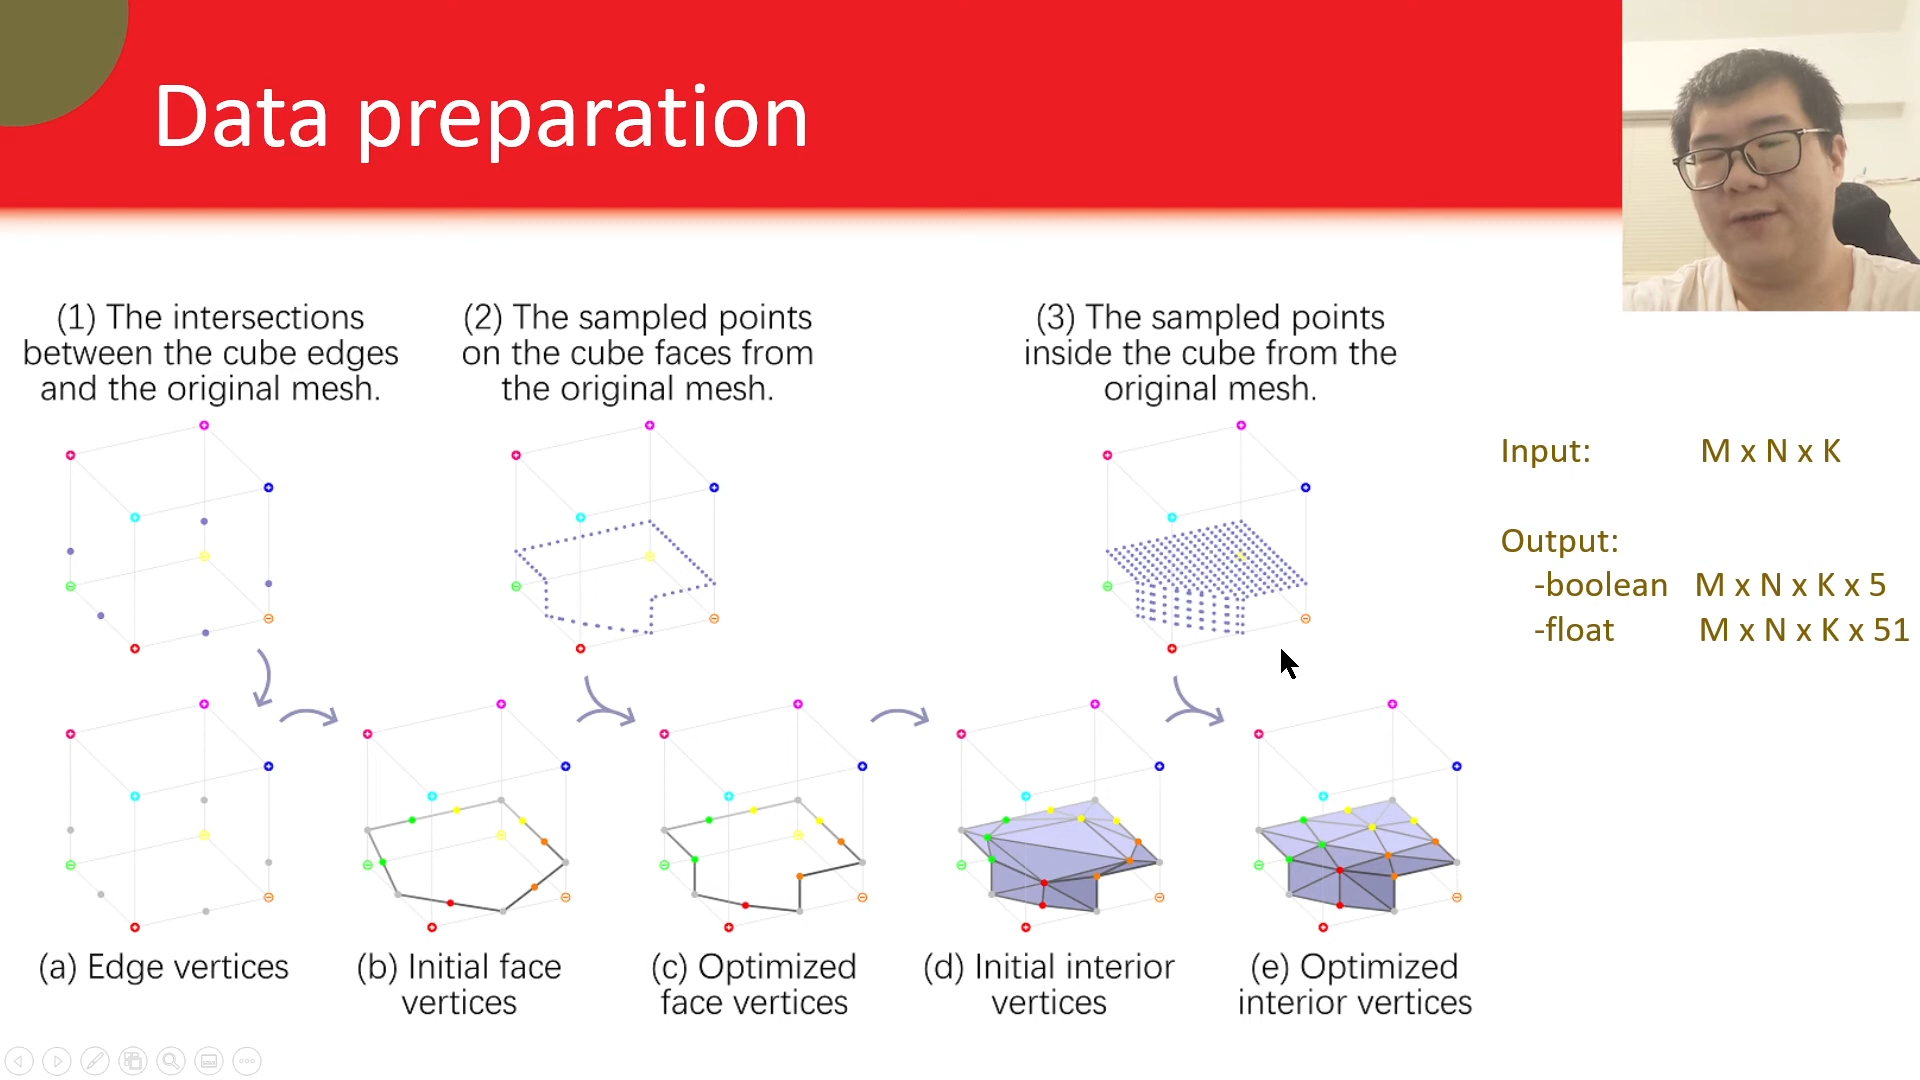 Data preparation
(1) The intersections
between the cube edges
and the original mesh.
(2) The sampled points
on the cube faces from
the original mesh.
(3) The sampled points
inside the cube from the
original mesh.
Input: M x N x K
Output:
-boolean M x N x K x 5
-float M x N x K x 51
(a) Edge vertices
(b) Initial face
vertices
(c) Optimized
face vertices
(d) Initial interior
vertices
(e) Optimized
interior vertices